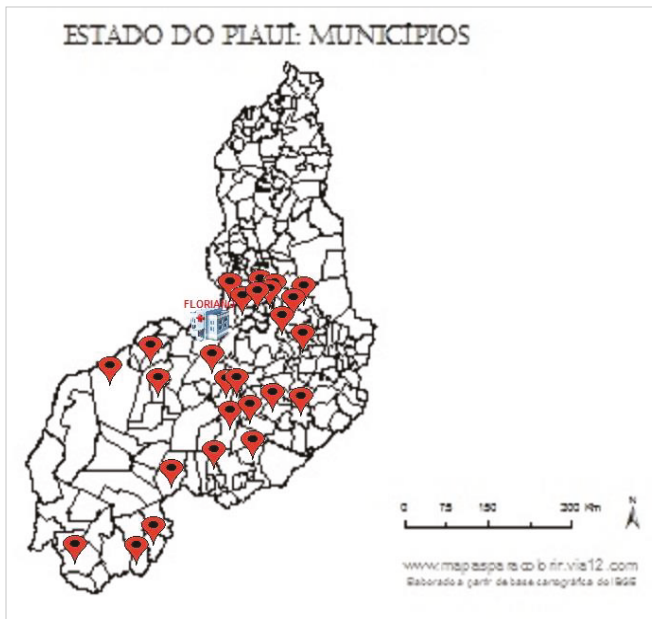 ESTADO DO PIAUÍ: MUNICÍPIOS
FLORIANO
0 75 150 300 Km
N
www.mapasparacolorir.via12.com
Elaborado a partir de base cartográfica do IBGE